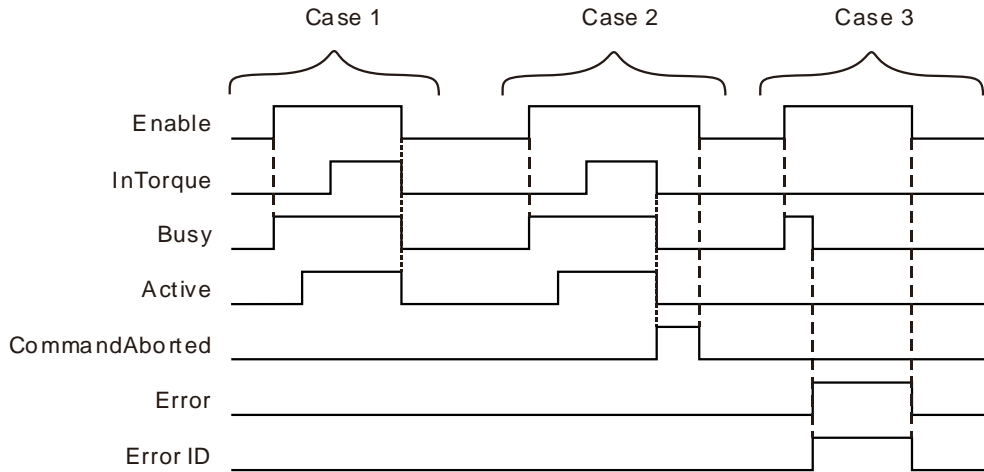 Case 1
Case 2
Case 3
Enable
InTorque
Busy
Active
CommandAborted
Error
Error ID